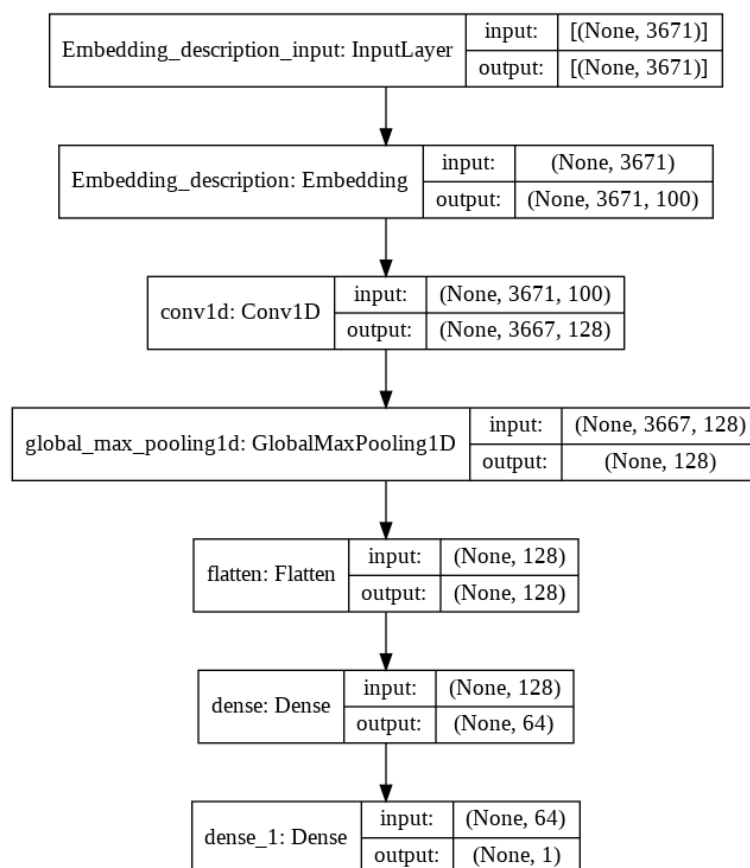 Embedding_description_input: InputLayer
input: [(None, 3671)]
output: [(None, 3671)]
Embedding_description: Embedding
input: (None, 3671)
output: (None, 3671, 100)
conv1d: Conv1D
input: (None, 3671, 100)
output: (None, 3667, 128)
global_max_pooling1d: GlobalMaxPooling1D
input: (None, 3667, 128)
output: (None, 128)
flatten: Flatten
input: (None, 128)
output: (None, 128)
dense: Dense
input: (None, 128)
output: (None, 64)
dense_1: Dense
input: (None, 64)
output: (None, 1)